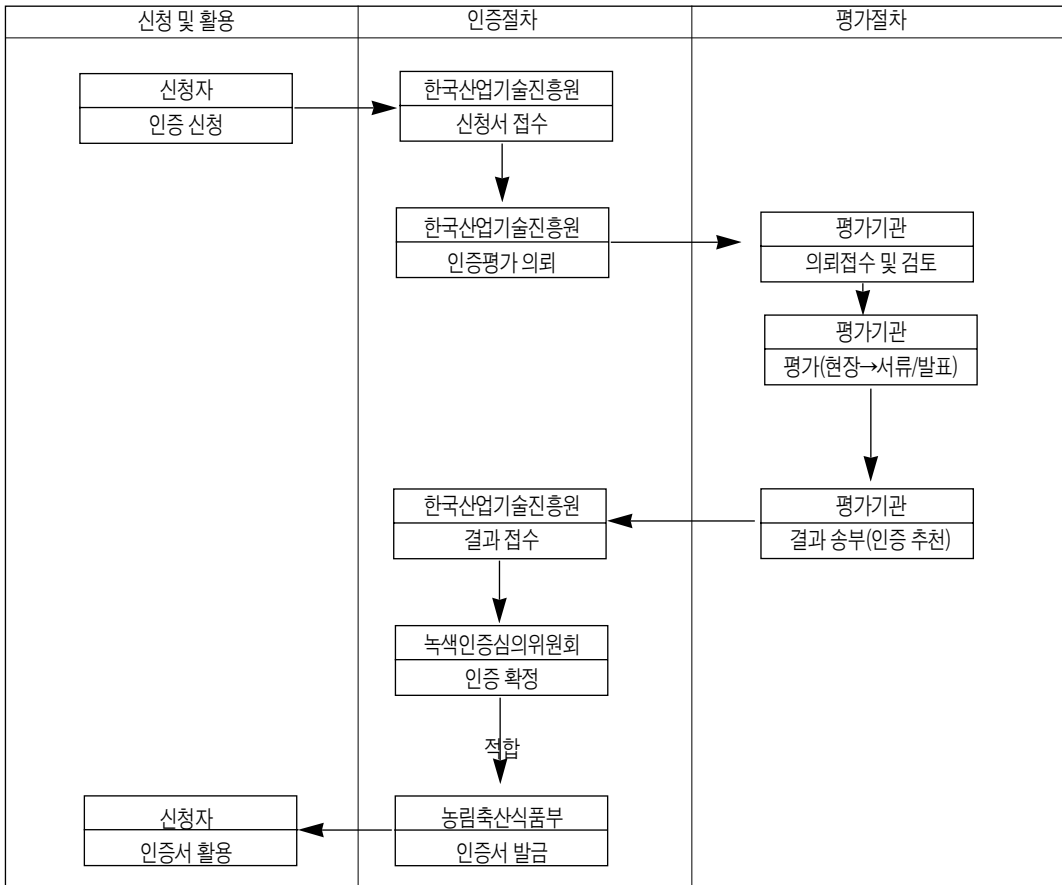 신청 및 활용
인증절차
평가절차
신청자
인증 신청
한국산업기술진흥원
신청서 접수
한국산업기술진흥원
인증평가 의뢰
평가기관
의뢰접수 및 검토
평가기관
평가(현장→서류/발표)
평가기관
결과 송부(인증 추천)
한국산업기술진흥원
결과 접수
녹색인증심의위원회
인증 확정
적합
농림축산식품부
인증서 발금
신청자
인증서 활용